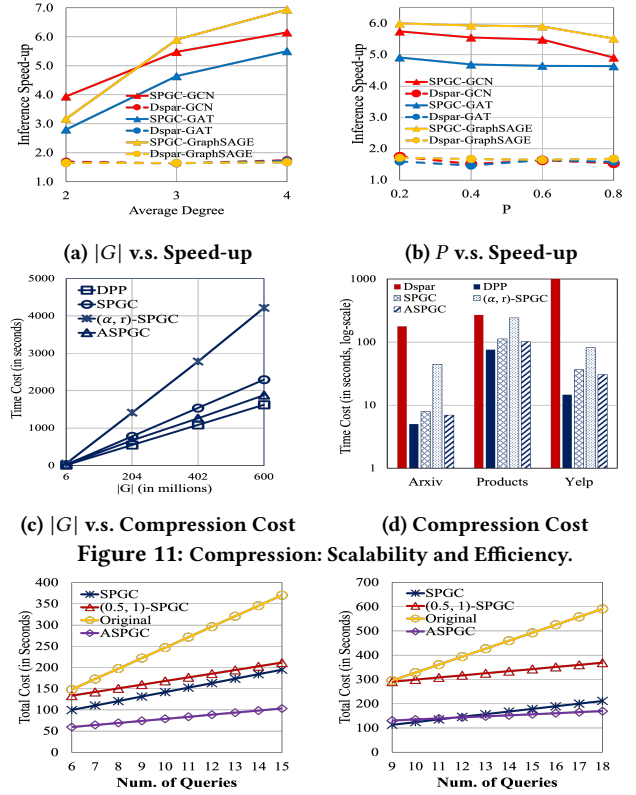 7.0
6.0
5.0
4.0
3.0
2.0
1.0
Inference Speed-up
SPGC-GCN
Dspar-GCN
SPGC-GAT
Dspar-GAT
SPGC-GraphSAGE
Dspar-GraphSAGE
2 3 4
Average Degree
(a) |G| v.s. Speed-up
6.0
5.0
4.0
3.0
2.0
1.0
Inference Speed-up
SPGC-GCN
Dspar-GCN
SPGC-GAT
Dspar-GAT
SPGC-GraphSAGE
Dspar-GraphSAGE
0.2 0.4 0.6 0.8
P
(b) P v.s. Speed-up
5000
4000
3000
2000
1000
0
Time Cost (in seconds)
DPP
SPGC
(α, r)-SPGC
ASPGC
6 204 402 600
|G| (in millions)
(c) |G| v.s. Compression Cost
1000
100
10
1
Time Cost (in seconds, log-scale)
Dspar DPP
SPGC (α, r)-SPGC
ASPGC
Arxiv Products Yelp
(d) Compression Cost
Figure 11: Compression: Scalability and Efficiency.
400
350
300
250
200
150
100
50
0
Total Cost (in Seconds)
SPGC
(0.5, 1)-SPGC
Original
ASPGC
6 7 8 9 10 11 12 13 14 15
Num. of Queries
700
600
500
400
300
200
100
0
Total Cost (in Seconds)
SPGC
(0.5, 1)-SPGC
Original
ASPGC
9 10 11 12 13 14 15 16 17 18
Num. of Queries